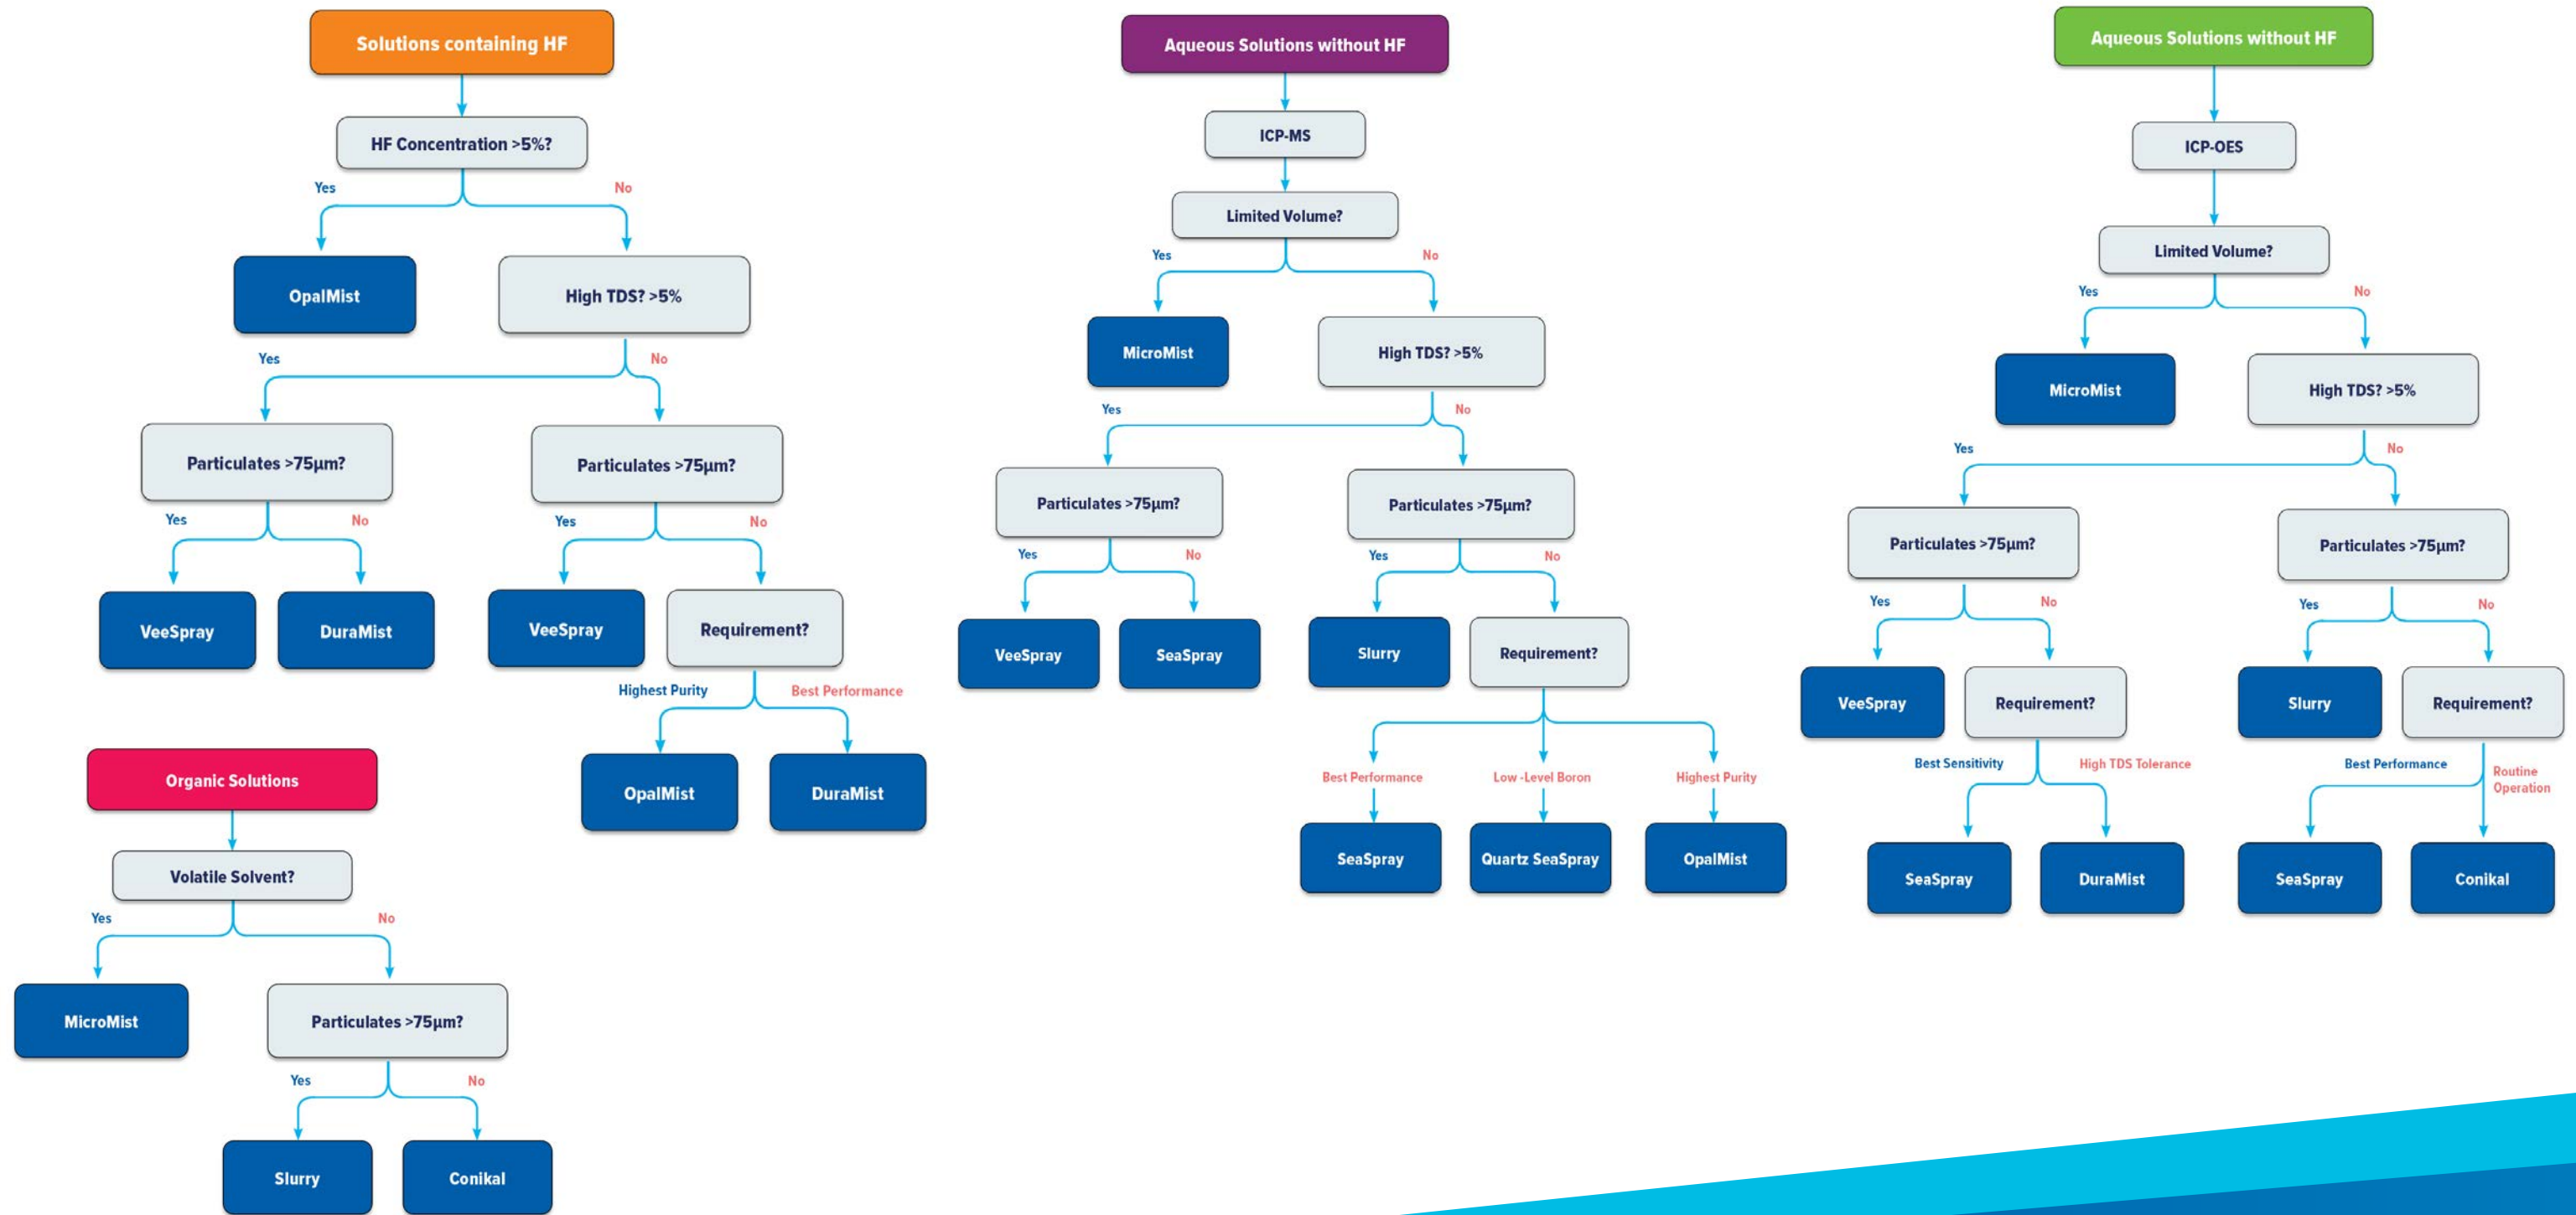 Solutions containing HF
HF Concentration >5%?
Yes
No
OpalMist
High TDS? >5%
Yes
No
Particulates >75µm?
Particulates >75µm?
Yes
No
Yes
No
VeeSpray
DuraMist
VeeSpray
Requirement?
Highest Purity
Best Performance
OpalMist
DuraMist
Organic Solutions
Volatile Solvent?
Yes
No
MicroMist
Particulates >75µm?
Yes
No
Slurry
Conikal
Aqueous Solutions without HF
ICP-MS
Limited Volume?
Yes
No
MicroMist
High TDS? >5%
Yes
No
Particulates >75µm?
Particulates >75µm?
Yes
No
Yes
No
VeeSpray
SeaSpray
Slurry
Requirement?
Best Performance
Low -Level Boron
Highest Purity
SeaSpray
Quartz SeaSpray
OpalMist
Aqueous Solutions without HF
ICP-OES
Limited Volume?
Yes
No
MicroMist
High TDS? >5%
Yes
No
Particulates >75µm?
Particulates >75µm?
Yes
No
Yes
No
VeeSpray
Requirement?
Slurry
Requirement?
Best Sensitivity
High TDS Tolerance
Best Performance
Routine
Operation
SeaSpray
DuraMist
SeaSpray
Conikal